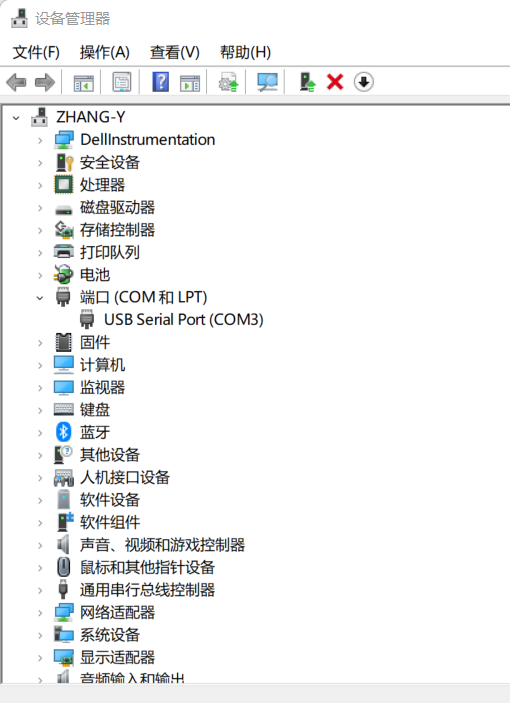 设备管理器
文件(F) 操作(A) 查看(V) 帮助(H)
ZHANG-Y
DellInstrumentation
安全设备
处理器
磁盘驱动器
存储控制器
打印队列
电池
端口 (COM 和 LPT)
USB Serial Port (COM3)
固件
计算机
监视器
键盘
蓝牙
其他设备
人机接口设备
软件设备
软件组件
声音、视频和游戏控制器
鼠标和其他指针设备
通用串行总线控制器
网络适配器
系统设备
显示适配器
音频输入和输出